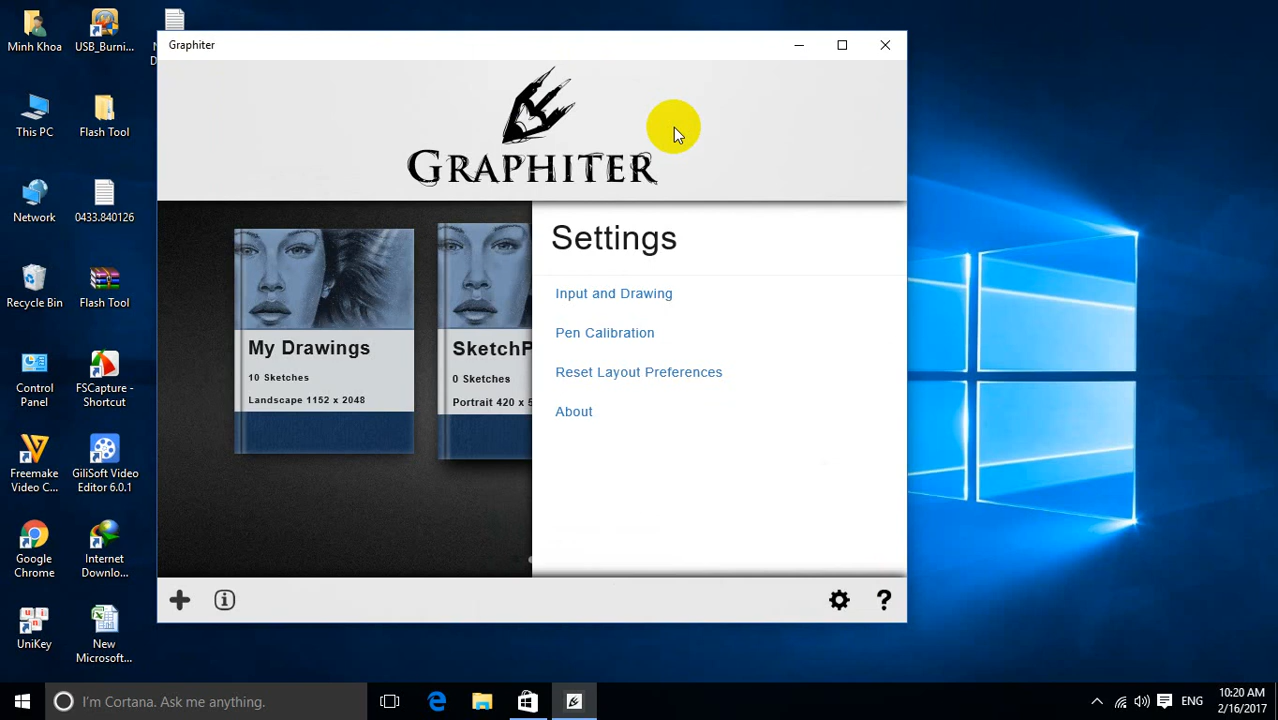 Minh Khoa
USB_Burni...
Graphiter
This PC
Flash Tool
GRAPHITER
Network
0433.840126
Settings
Input and Drawing
Pen Calibration
Reset Layout Preferences
About
My Drawings
10 Sketches
Landscape 1152 x 2048
SketchP
0 Sketches
Portrait 420 x
Recycle Bin
Flash Tool
Control
Panel
FSCapture -
Shortcut
Freemake
Video C...
GiliSoft Video
Editor 6.0.1
Google
Chrome
Internet
Downlo...
UniKey
New
Microsoft...
I'm Cortana. Ask me anything.
ENG
10:20 AM
2/16/2017